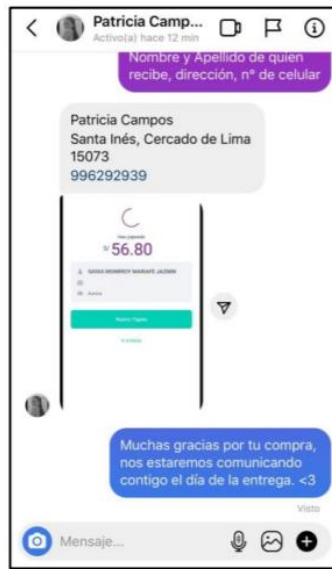 Patricia Camp...
Activo(a) hace 12 min
Nombre y Apellido de quien
recibe, dirección, n° de celular
Patricia Campos
Santa Inés, Cercado de Lima
15073
996292939
S/ 56.80
Muchas gracias por tu compra,
nos estaremos comunicando
contigo el día de la entrega. <3
Visto
Mensaje...